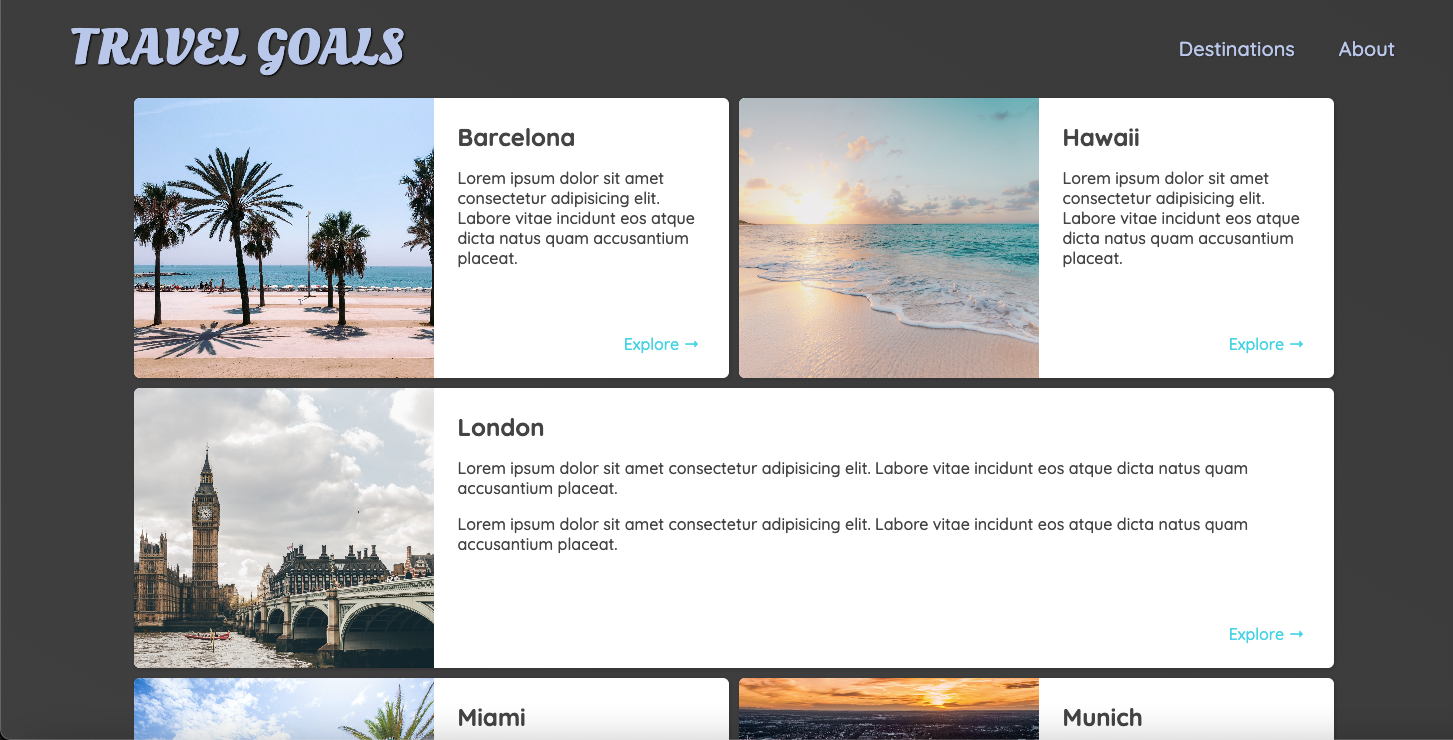 TRAVEL GOALS
Destinations
About
Barcelona
Lorem ipsum dolor sit amet
consectetur adipisicing elit.
Labore vitae incidunt eos atque
dicta natus quam accusantium
placeat.
Explore →
Hawaii
Lorem ipsum dolor sit amet
consectetur adipisicing elit.
Labore vitae incidunt eos atque
dicta natus quam accusantium
placeat.
Explore →
London
Lorem ipsum dolor sit amet consectetur adipisicing elit. Labore vitae incidunt eos atque dicta natus quam
accusantium placeat.
Lorem ipsum dolor sit amet consectetur adipisicing elit. Labore vitae incidunt eos atque dicta natus quam
accusantium placeat.
Explore →
Miami
Munich